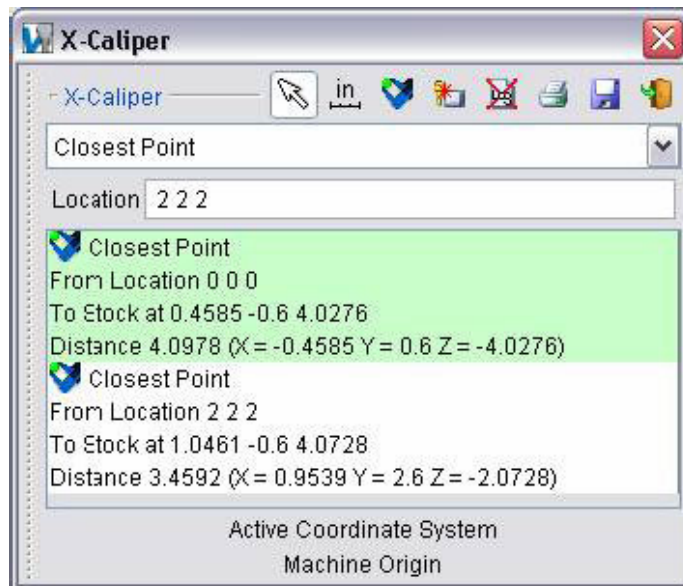 X-Caliper
X-Caliper
in
Closest Point
Location 2 2 2
Closest Point
From Location 0 0 0
To Stock at 0.4585 -0.6 4.0276
Distance 4.0978 (X = -0.4585 Y = 0.6 Z = -4.0276)
Closest Point
From Location 2 2 2
To Stock at 1.0461 -0.6 4.0728
Distance 3.4592 (X = 0.9539 Y = 2.6 Z = -2.0728)
Active Coordinate System
Machine Origin